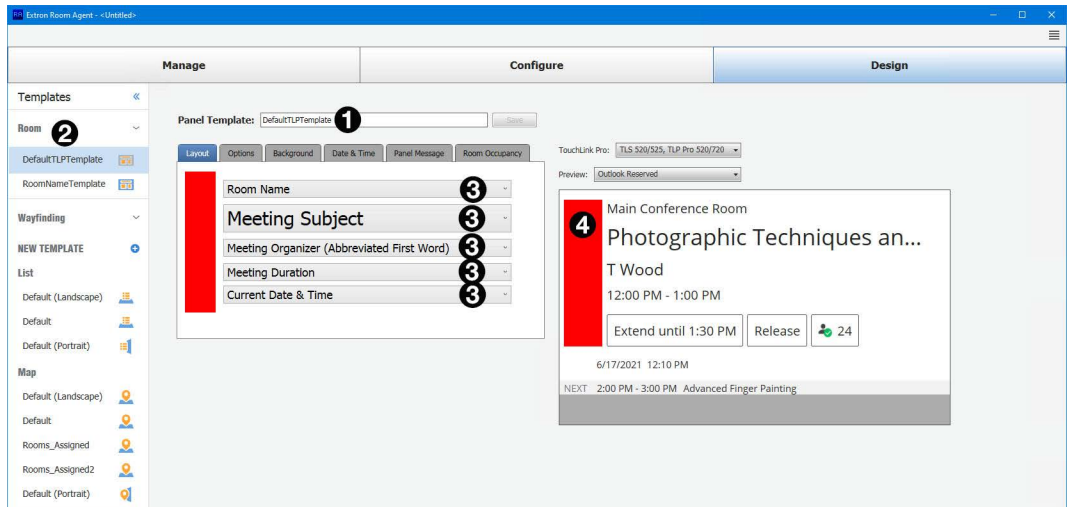 RA Extron Room Agent - <Untitled>
Manage Configure Design
Templates «
Room 2
DefaultTLPTemplate
RoomNameTemplate
Wayfinding
NEW TEMPLATE
List
Default (Landscape)
Default
Default (Portrait)
Map
Default (Landscape)
Default
Rooms_Assigned
Rooms_Assigned2
Default (Portrait)
Panel Template: DefaultTLPTemplate 1 Save
Layout Options Background Date & Time Panel Message Room Occupancy
Room Name 3
Meeting Subject 3
Meeting Organizer (Abbreviated First Word) 3
Meeting Duration 3
Current Date & Time 3
TouchLink Pro: TLS 520/525, TLP Pro 520/720
Preview: Outlook Reserved
4
Main Conference Room
Photographic Techniques an...
T Wood
12:00 PM - 1:00 PM
Extend until 1:30 PM Release 24
6/17/2021 12:10 PM
NEXT 2:00 PM - 3:00 PM Advanced Finger Painting